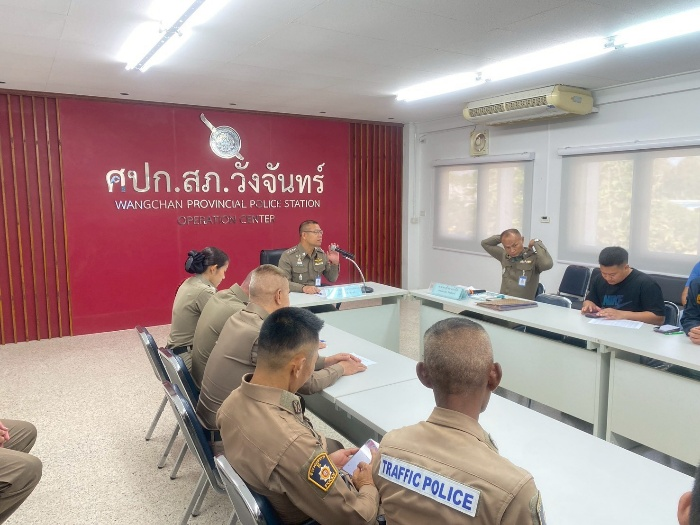 ศปก.สภ.วังจันทร์
WANGCHAN PROVINCIAL POLICE STATION
OPERATION CENTER
TRAFFIC POLICE